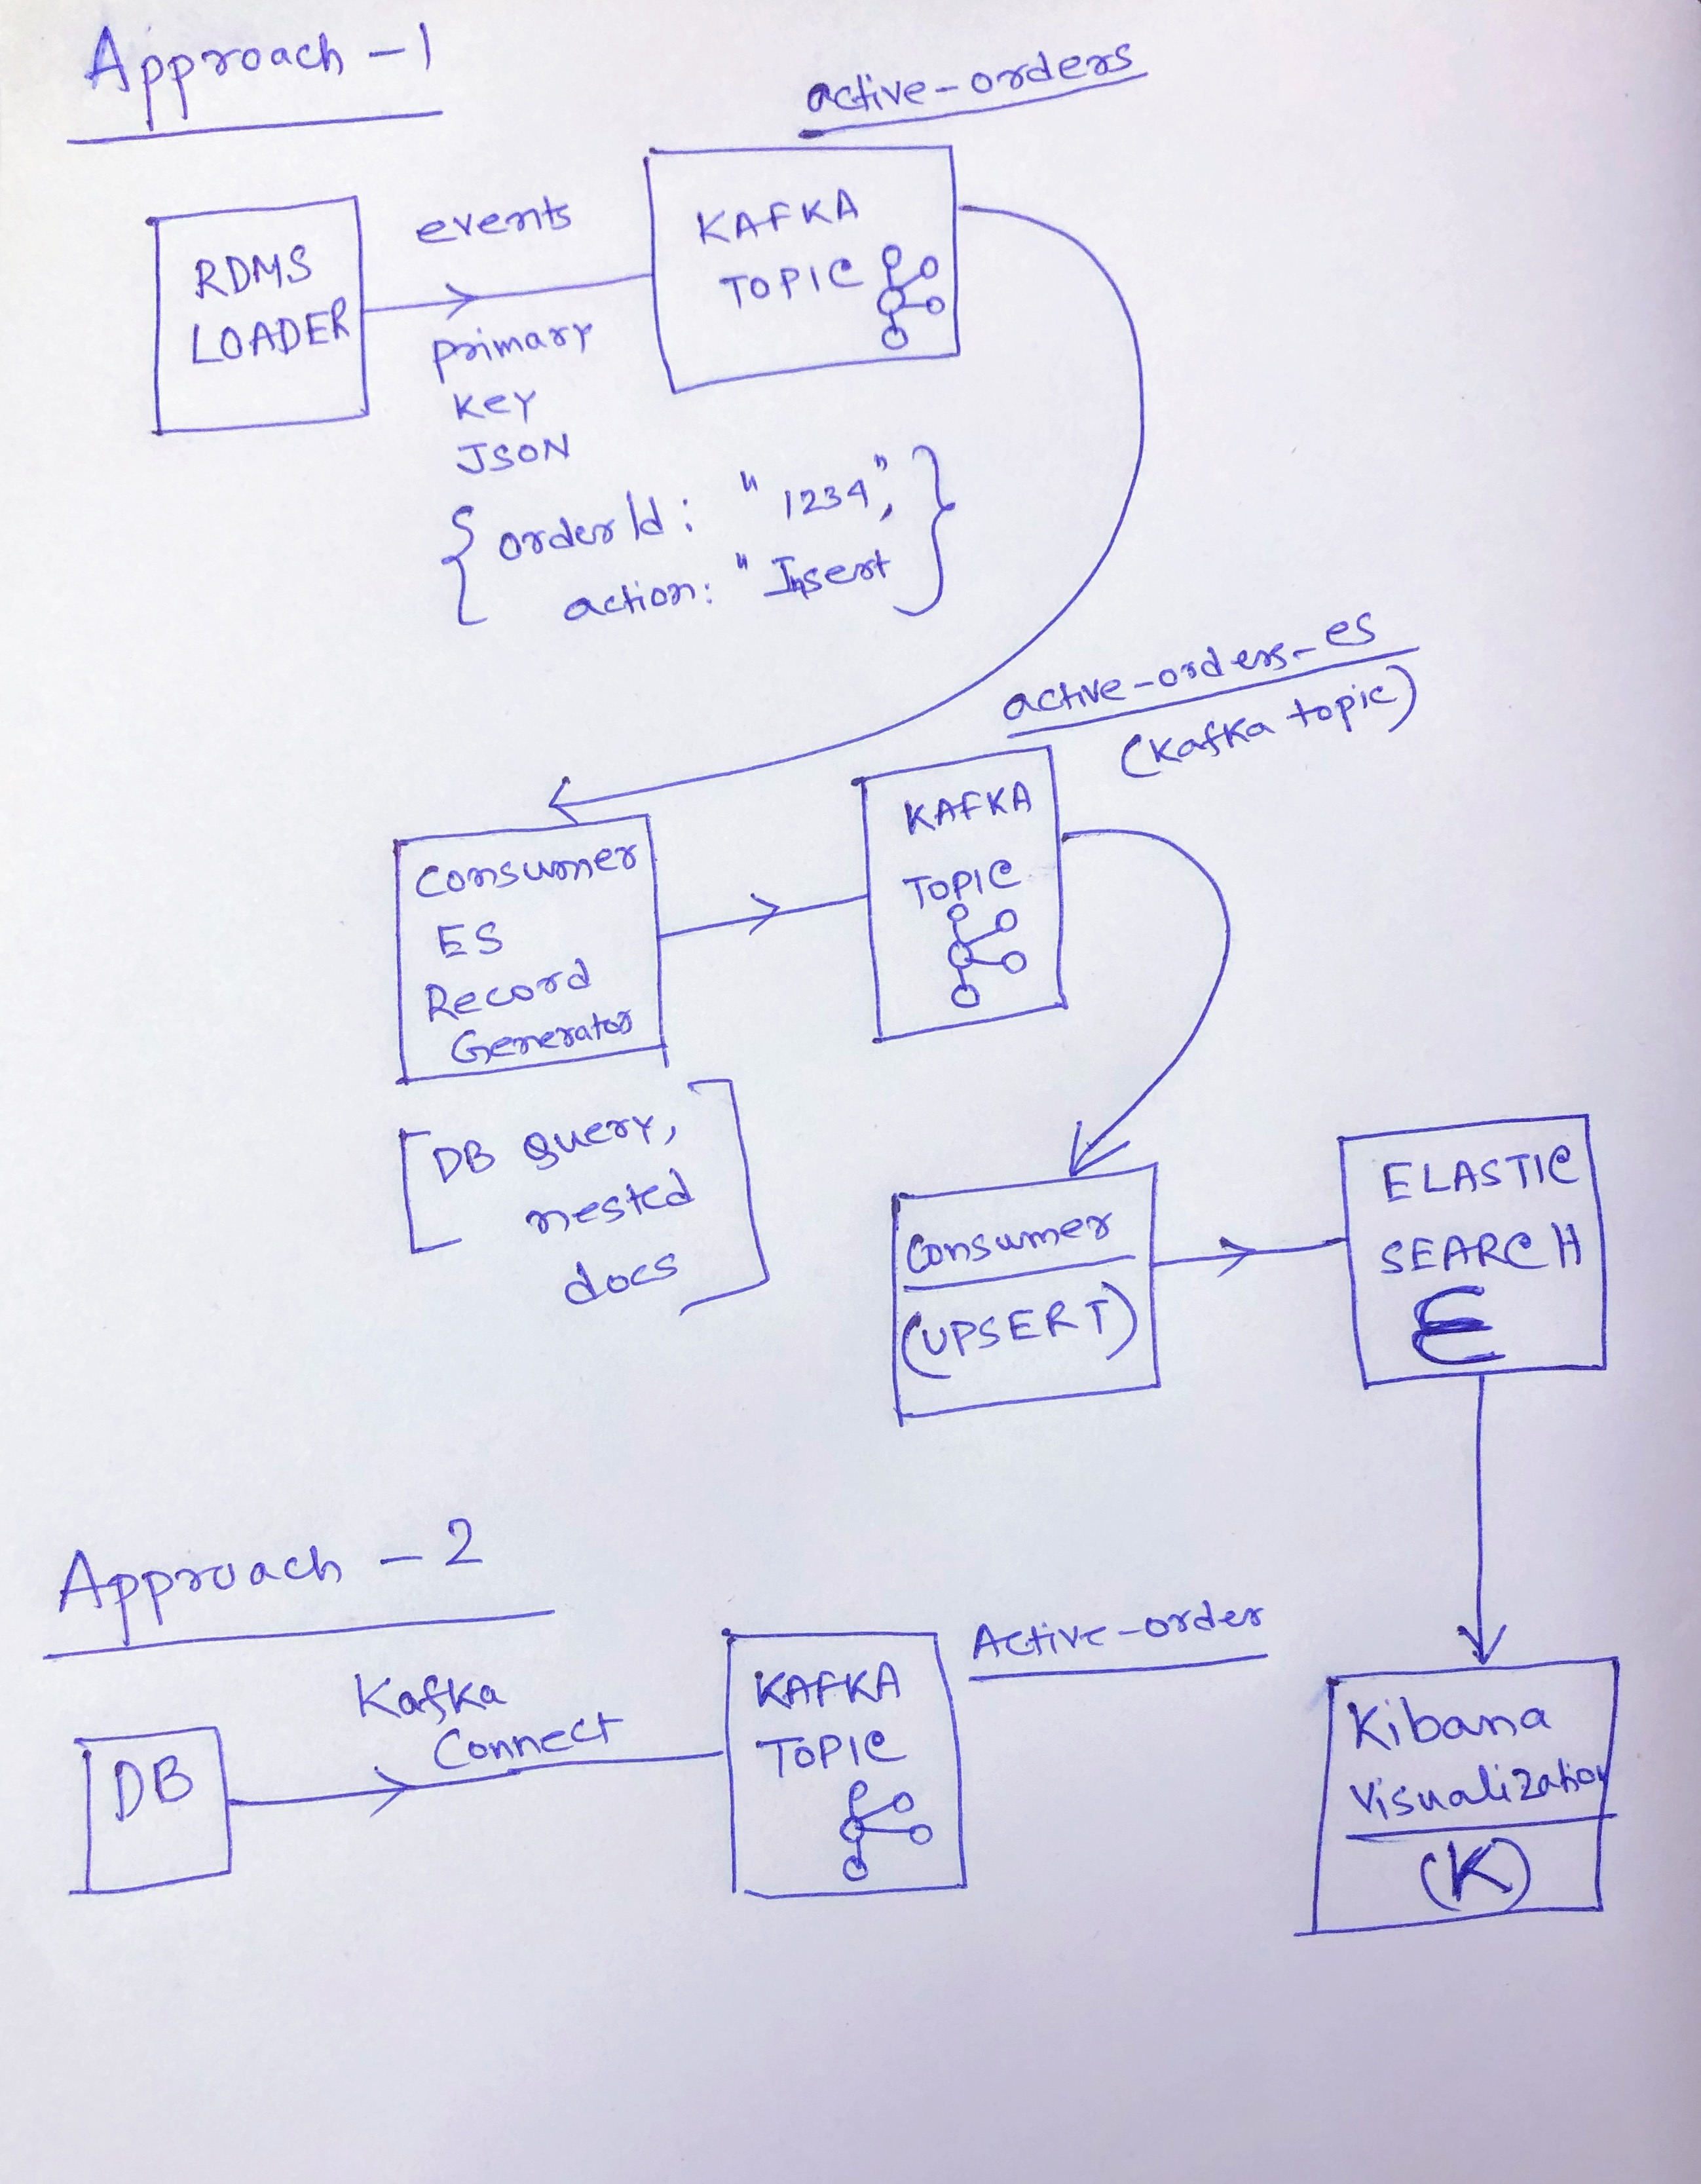 Approach - 1
active-orders
RDMS
LOADER
events
primary
key
JSON
KAFKA
TOPIC
{ orderId: "1234",
action: "Insert }
active-orders-es
(Kafka topic)
Consumer
ES
Record
Generator
KAFKA
TOPIC
[DB query,
nested
docs]
Consumer
(UPSERT)
ELASTIC
SEARCH
E
Approach - 2
Kafka
Connect
DB
KAFKA
TOPIC
Active-order
Kibana
Visualization
(K)